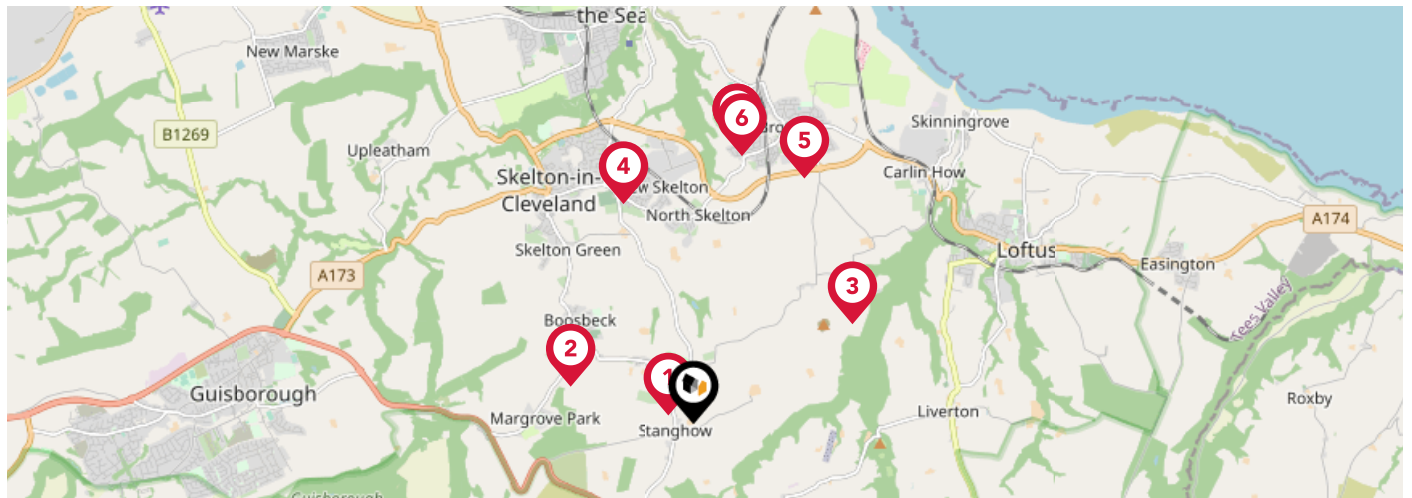 the Sea
New Marske
B1269
6
Skinningrove
5
Upleatham
4
Carlin How
Skelton-in-
Cleveland
Skelton
North Skelton
A174
Skelton Green
Loftus
Easington
A173
3
Tees Valley
Boosbeck
2
1
Guisborough
Roxby
Liverton
Margrove Park
Stanghow
Guisborough